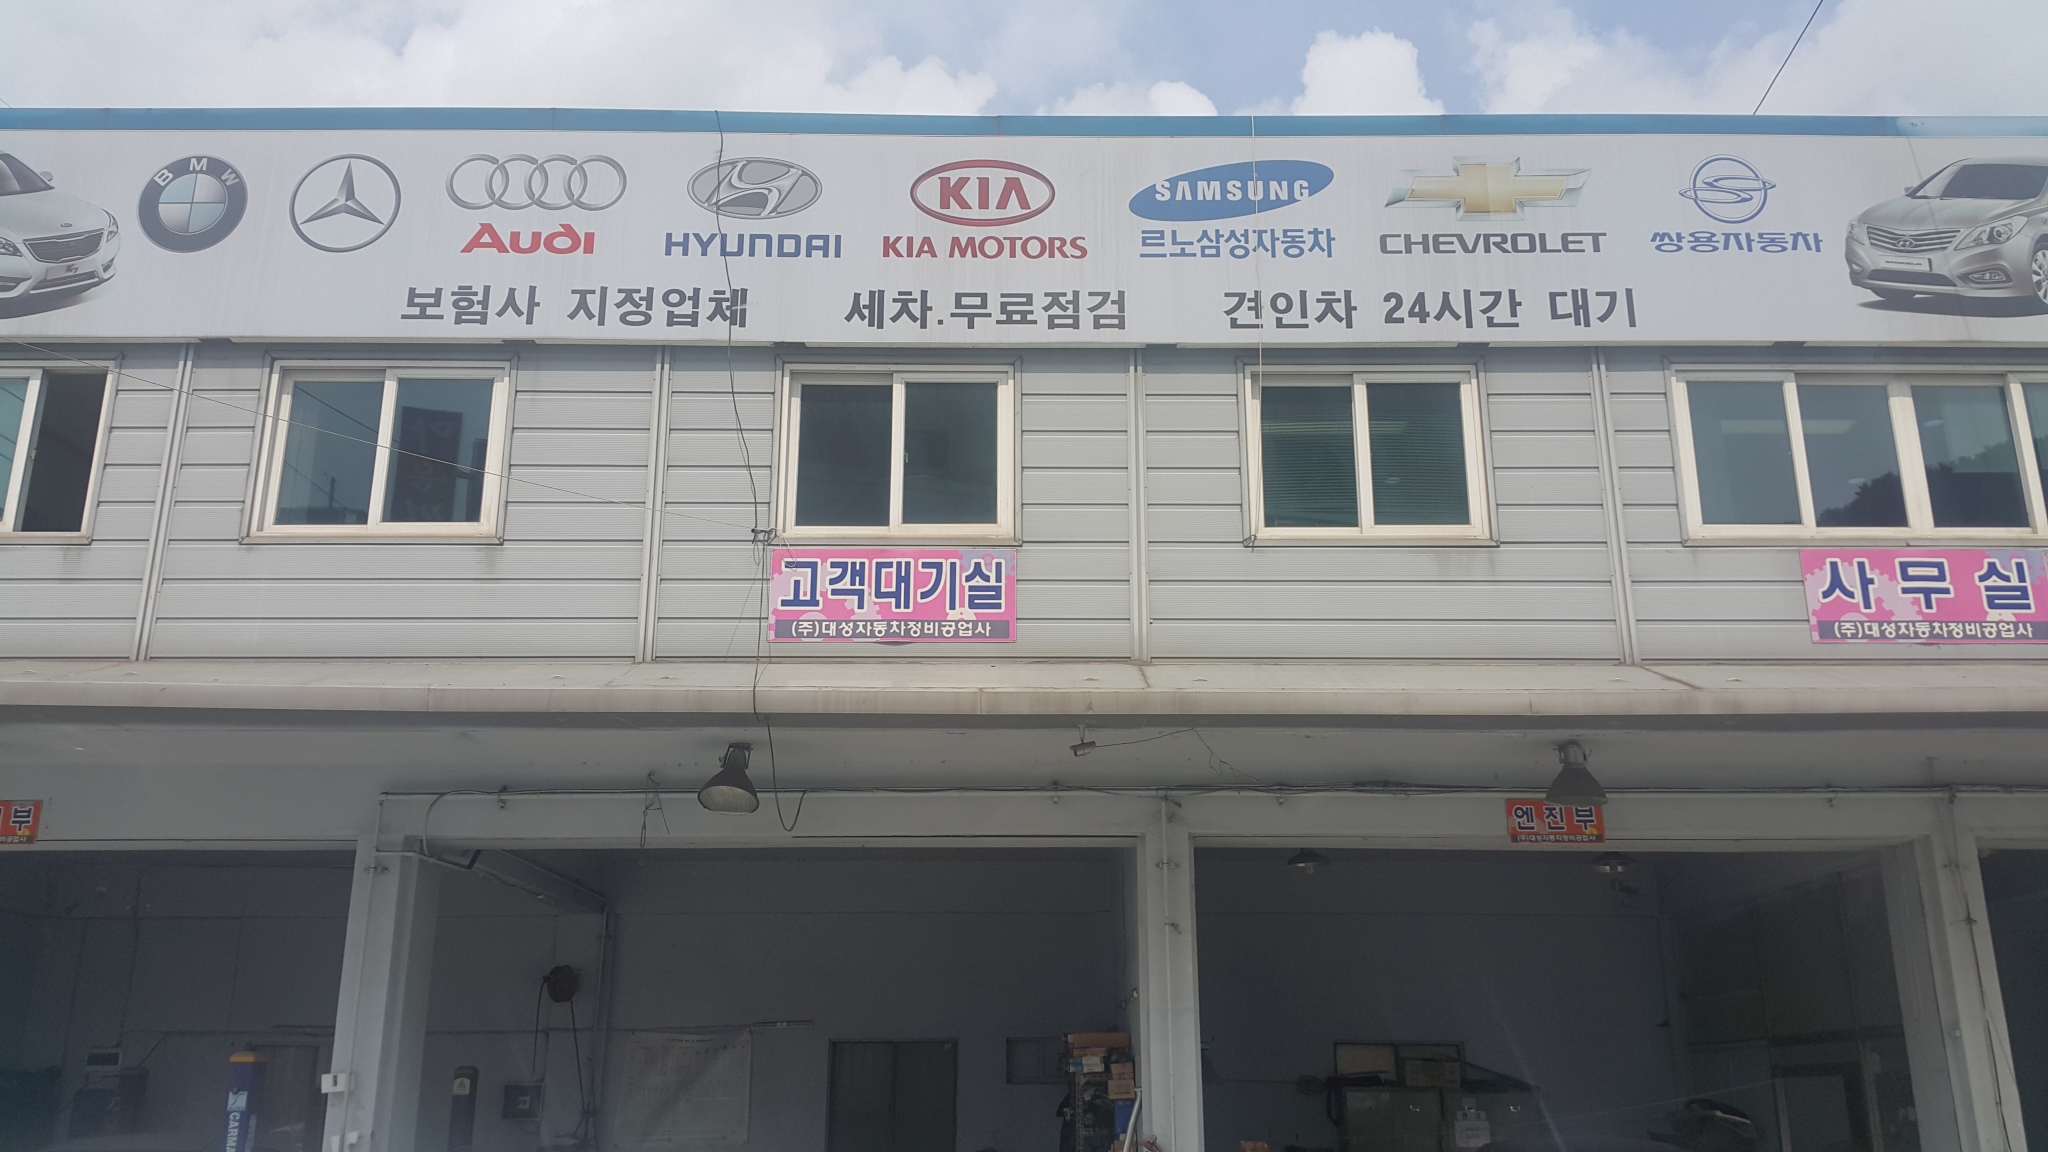 BMW
Audi
HYUNDAI
KIA
KIA MOTORS
SAMSUNG
르노삼성자동차
CHEVROLET
쌍용자동차
보험사 지정업체 세차.무료점검 견인차 24시간 대기
고객대기실
(주)대성자동차정비공업사
사무실
(주)대성자동차정비공업사
부
엔진부
(주)대성자동차정비공업사